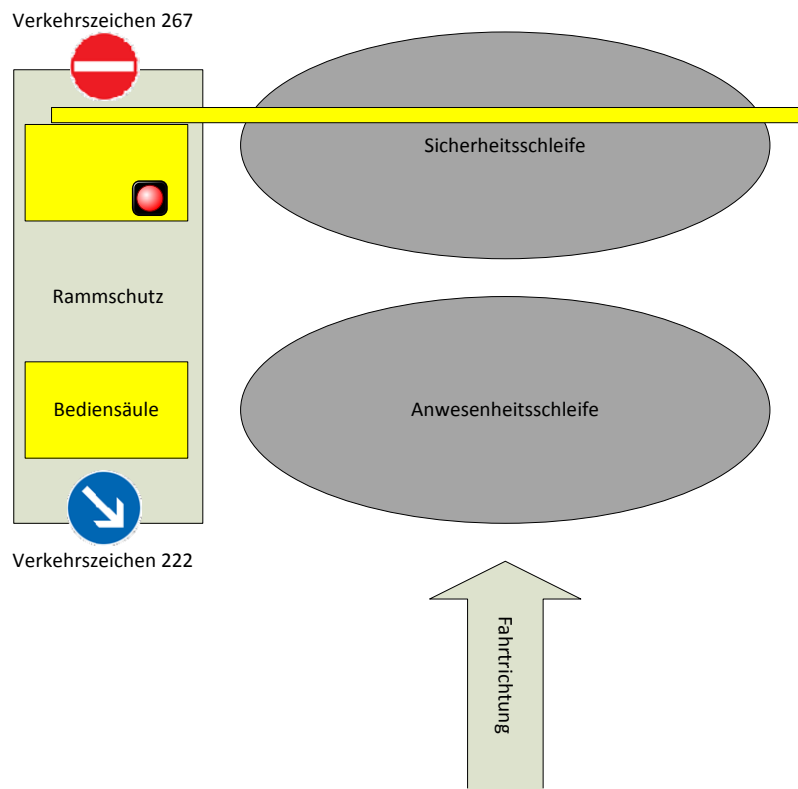 Verkehrszeichen 267
Sicherheitsschleife
Rammschutz
Bediensäule
Anwesenheitsschleife
Verkehrszeichen 222
Fahrtrichtung